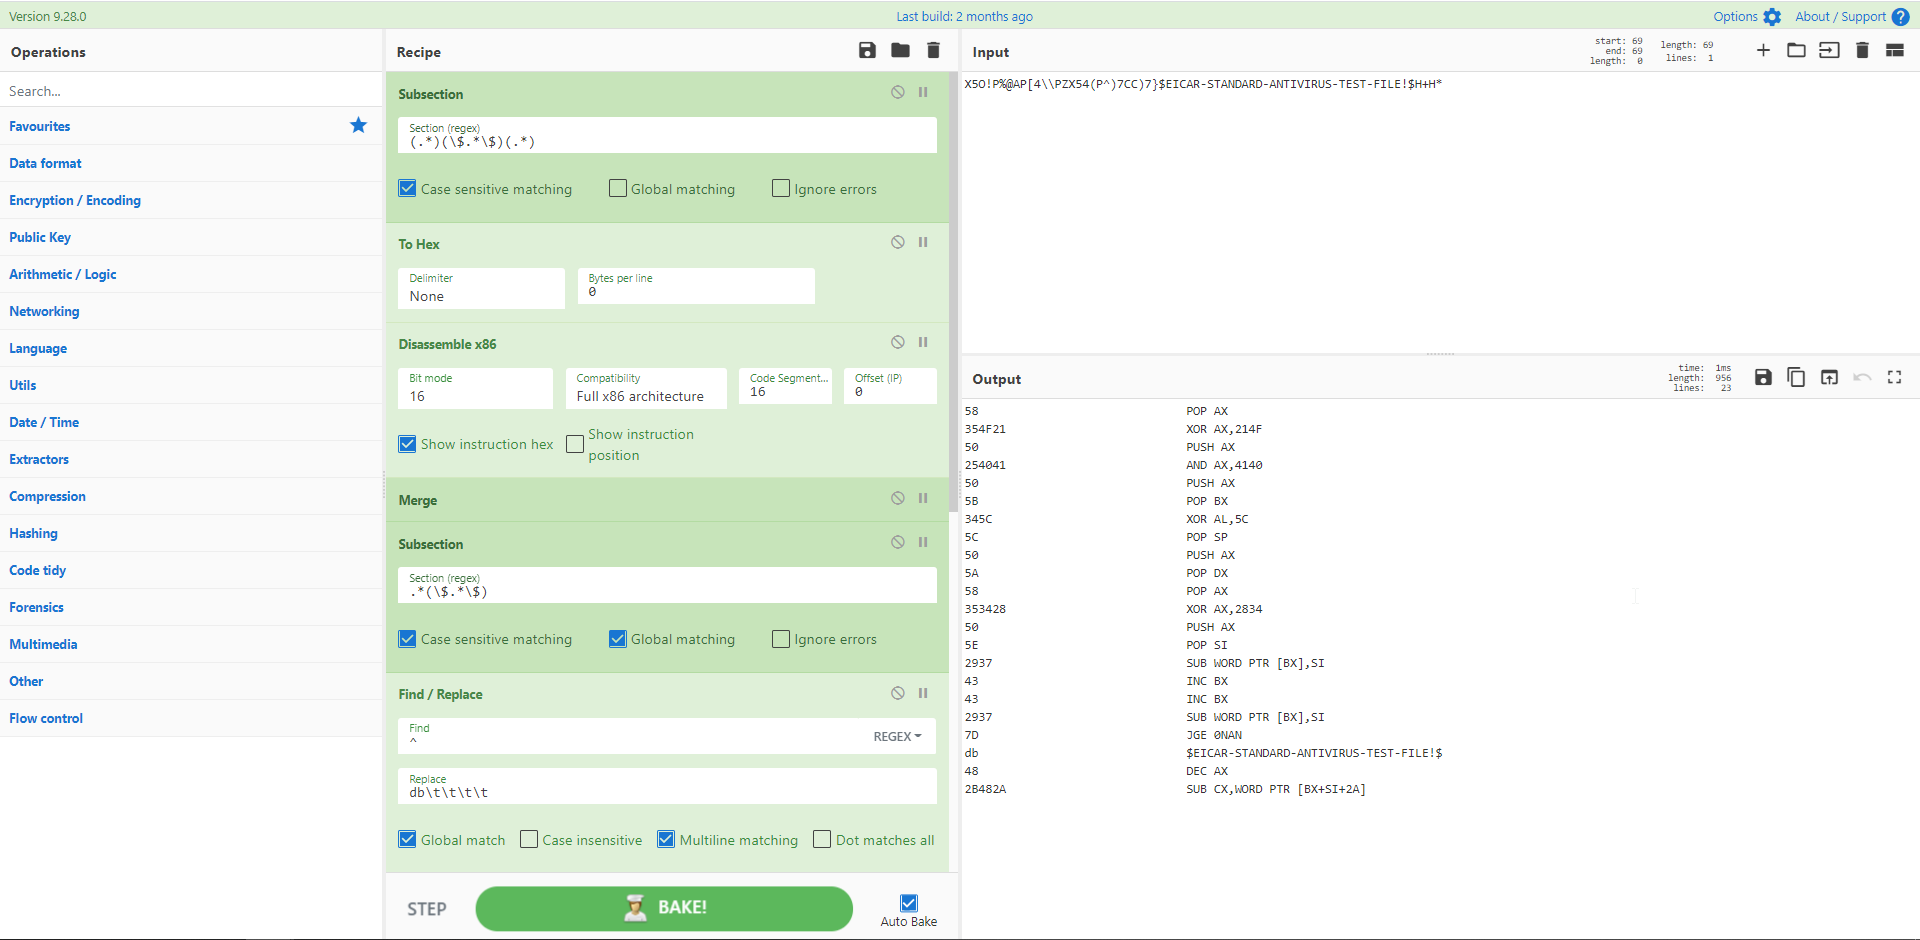 Version 9.28.0
Last build: 2 months ago
Options
About / Support
Operations
Search...
Favourites
Data format
Encryption / Encoding
Public Key
Arithmetic / Logic
Networking
Language
Utils
Date / Time
Extractors
Compression
Hashing
Code tidy
Forensics
Multimedia
Other
Flow control
Recipe
Subsection
Section (regex)
(.*)(\$.*\$)(.*)
Case sensitive matching Global matching Ignore errors
To Hex
Delimiter
None
Bytes per line
0
Disassemble x86
Bit mode
16
Compatibility
Full x86 architecture
Code Segment...
16
Offset (IP)
0
Show instruction hex
Show instruction
position
Merge
Subsection
Section (regex)
.*(\$.*\$)
Case sensitive matching Global matching Ignore errors
Find / Replace
Find
^
REGEX
Replace
db\t\t\t\t
Global match Case insensitive Multiline matching Dot matches all
STEP
BAKE!
Auto Bake
Input
start: 69
end: 69
length: 0
length: 69
lines: 1
X5O!P%@AP[4\\PZX54(P^)7CC)7}$EICAR-STANDARD-ANTIVIRUS-TEST-FILE!$H+H*
Output
time: 1ms
length: 956
lines: 23
58 POP AX
354F21 XOR AX,214F
50 PUSH AX
254041 AND AX,4140
50 PUSH AX
5B POP BX
345C XOR AL,5C
5C POP SP
50 PUSH AX
5A POP DX
58 POP AX
353428 XOR AX,2834
50 PUSH AX
5E POP SI
2937 SUB WORD PTR [BX],SI
43 INC BX
43 INC BX
2937 SUB WORD PTR [BX],SI
7D JGE 0NAN
db $EICAR-STANDARD-ANTIVIRUS-TEST-FILE!$
48 DEC AX
2B482A SUB CX,WORD PTR [BX+SI+2A]